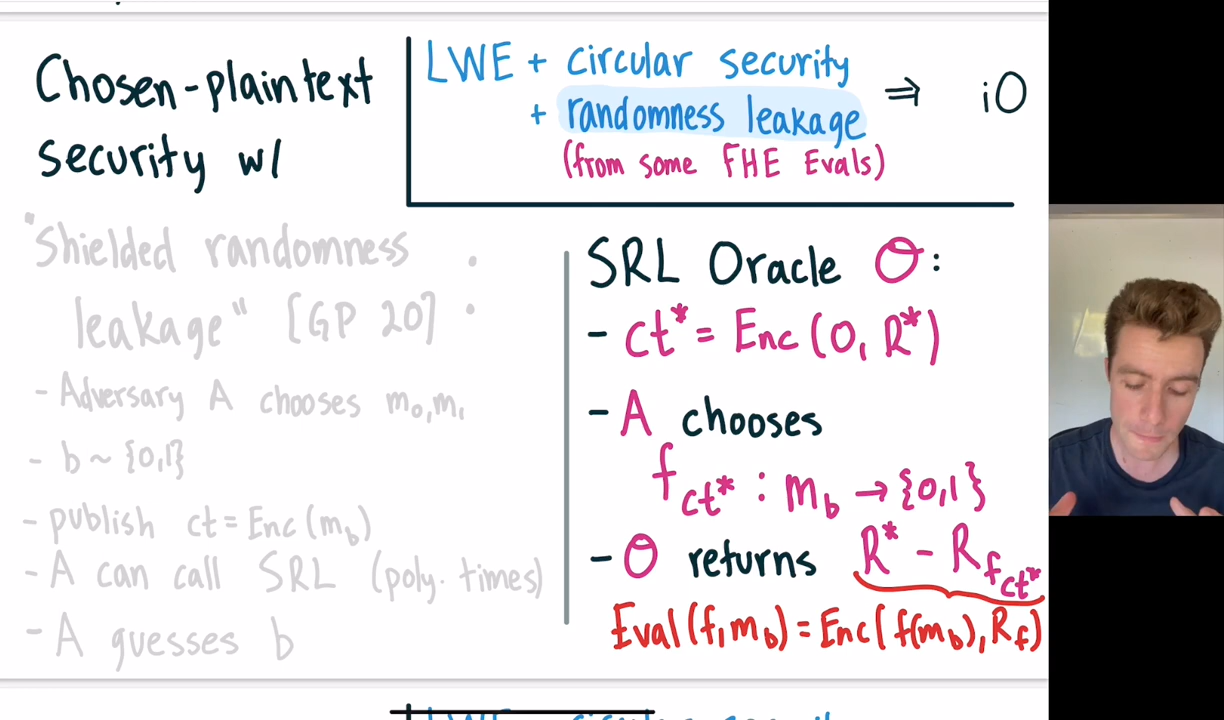 Chosen-plaintext
security w/
LWE + circular security
+ randomness leakage ⇒ iO
(from some FHE Evals)
"Shielded randomness
leakage" [GP 20] :
- Adversary A chooses m₀,m₁
- b ~ {0,1}
- publish ct = Enc(m_b)
- A can call SRL (poly. times)
- A guesses b
SRL Oracle O:
- ct* = Enc(0, R*)
- A chooses
f_ct* : m_b → {0,1}
- O returns R* - R_f_ct*
Eval(f,m_b) = Enc(f(m_b), R_f)